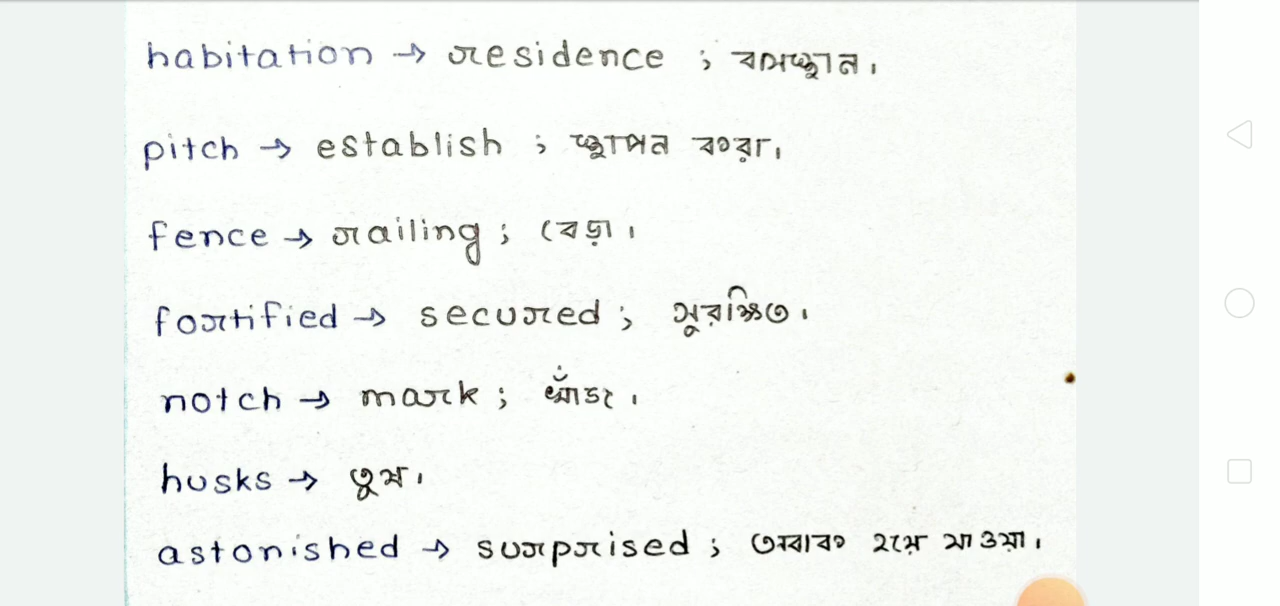 habitation → residence ; বাসস্থান।
pitch → establish ; স্থাপন করা।
fence → railing ; বেড়া।
fortified → secured ; সুরক্ষিত।
notch → mark ; খাঁজ।
husks → তুষ।
astonished → surprised ; অবাক হয়ে যাওয়া।